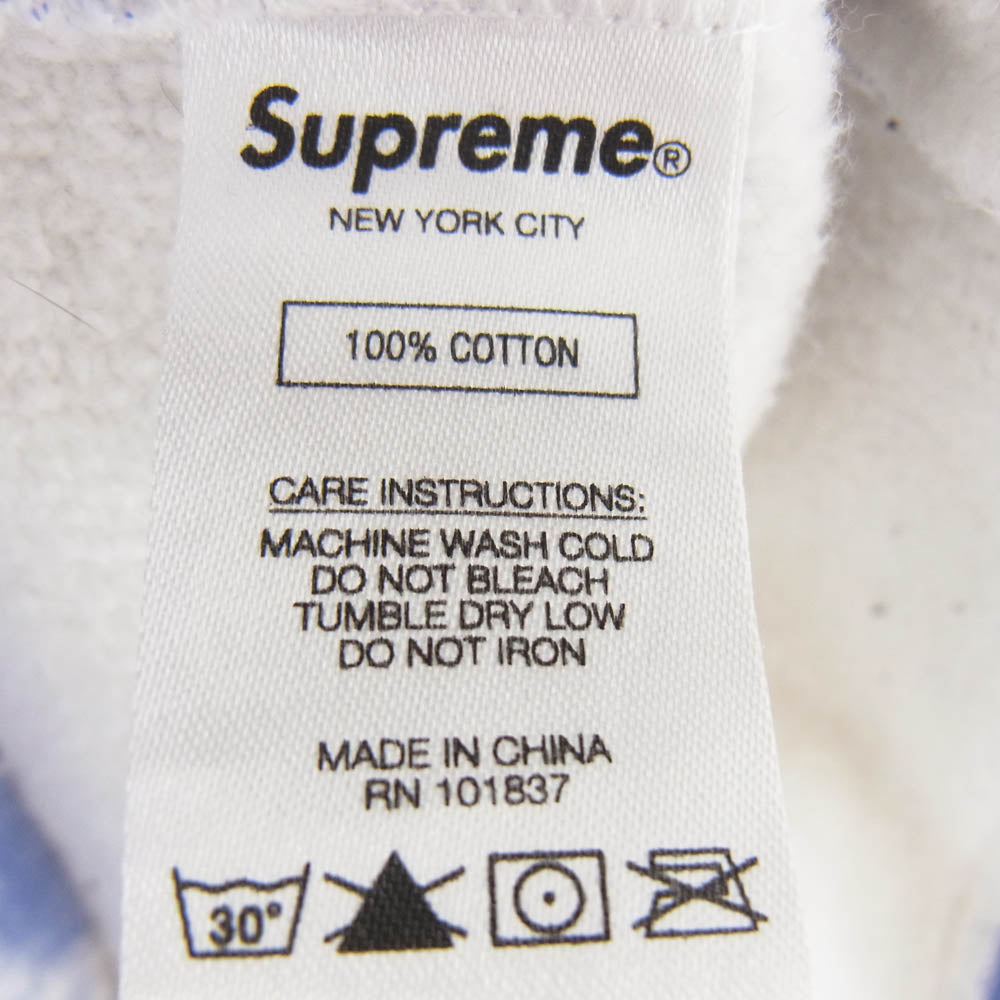 Supreme®
NEW YORK CITY
100% COTTON
CARE INSTRUCTIONS:
MACHINE WASH COLD
DO NOT BLEACH
TUMBLE DRY LOW
DO NOT IRON
MADE IN CHINA
RN 101837
30°